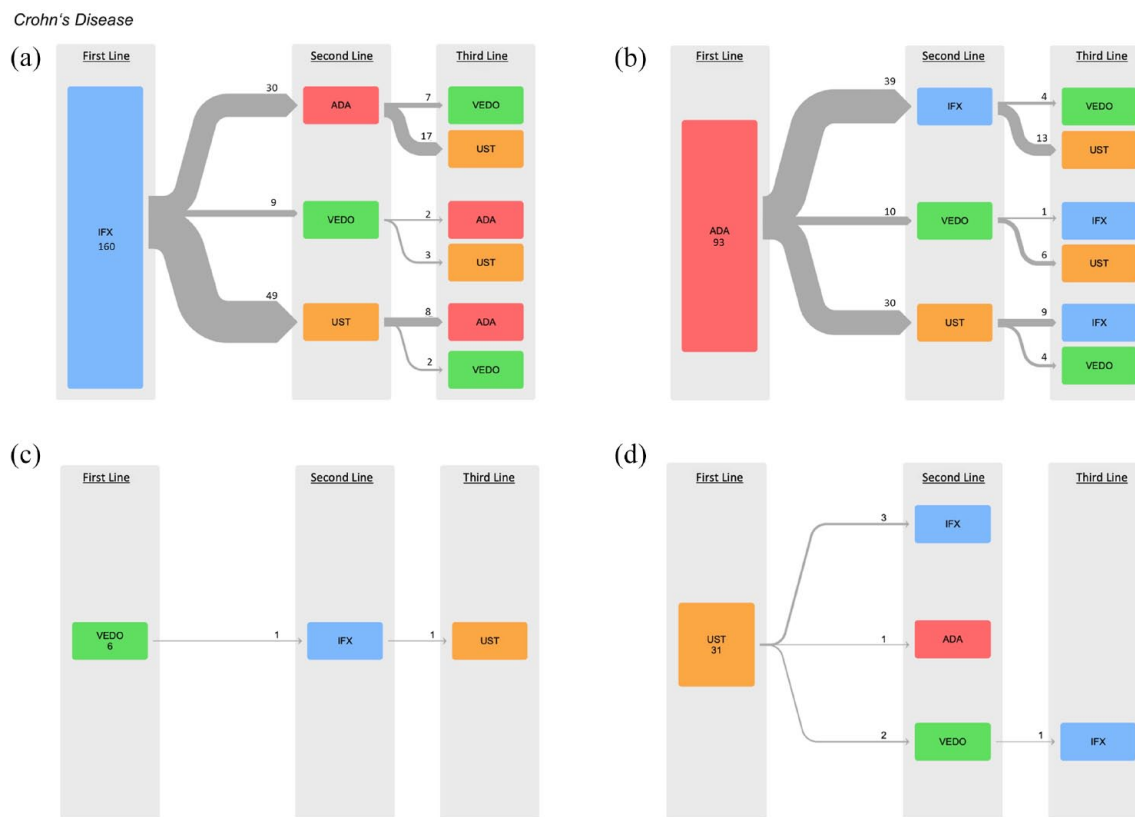 Crohn's Disease
(a)
First Line
Second Line
Third Line
IFX
160
30
ADA
7
VEDO
17
UST
9
VEDO
2
ADA
3
UST
49
UST
8
ADA
2
VEDO
(b)
First Line
Second Line
Third Line
ADA
93
39
IFX
4
VEDO
13
UST
10
VEDO
1
IFX
6
UST
30
UST
9
IFX
4
VEDO
(c)
First Line
Second Line
Third Line
VEDO
6
1
IFX
1
UST
(d)
First Line
Second Line
Third Line
UST
31
3
IFX
1
ADA
2
VEDO
1
IFX